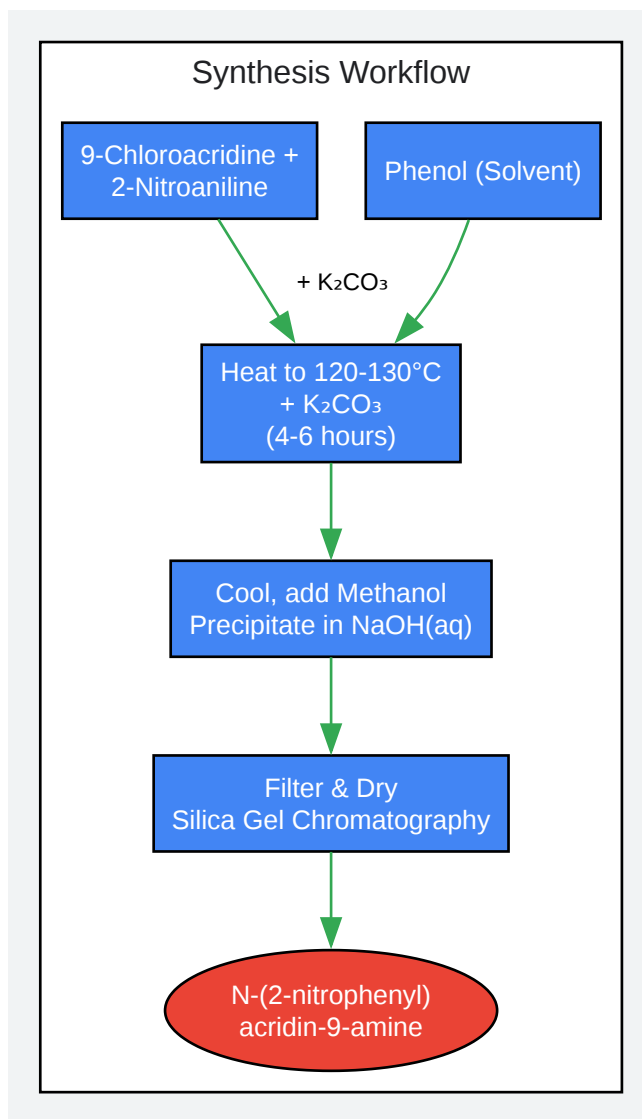 Synthesis Workflow
9-Chloroacridine +
2-Nitroaniline
Phenol (Solvent)
+ K₂CO₃
Heat to 120-130°C
+ K₂CO₃
(4-6 hours)
Cool, add Methanol
Precipitate in NaOH(aq)
Filter & Dry
Silica Gel Chromatography
N-(2-nitrophenyl)
acridin-9-amine